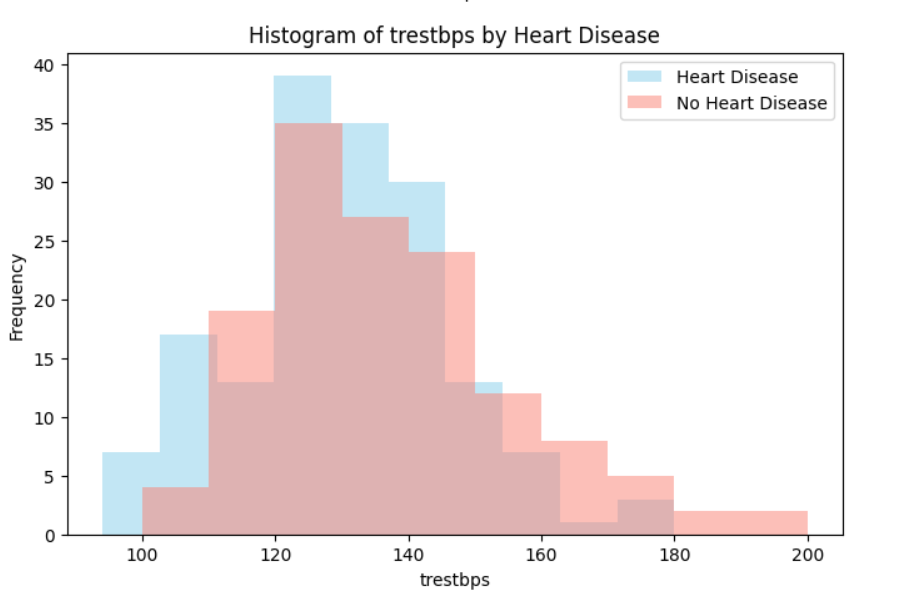 Histogram of trestbps by Heart Disease
Heart Disease
No Heart Disease
40
35
30
25
20
15
10
5
0
Frequency
100 120 140 160 180 200
trestbps